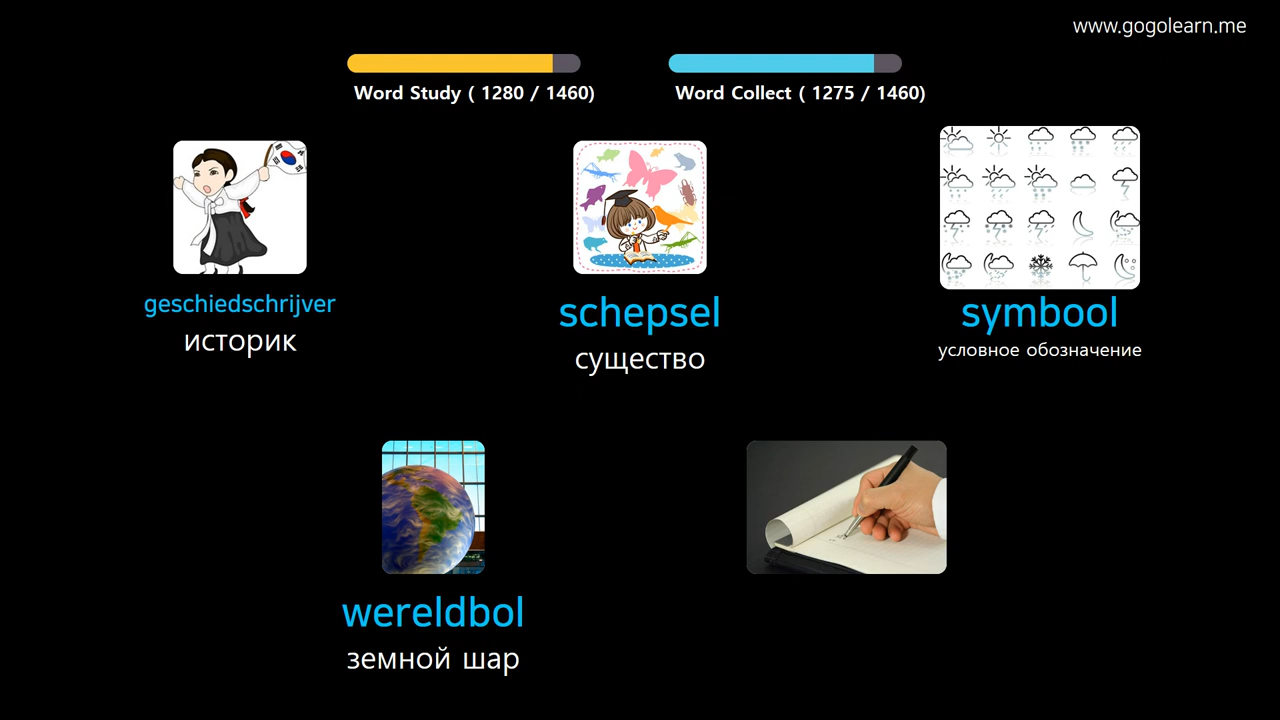 www.gogolearn.me
Word Study ( 1280 / 1460)
Word Collect ( 1275 / 1460)
geschiedschrijver
историк
schepsel
существо
symbool
условное обозначение
wereldbol
земной шар